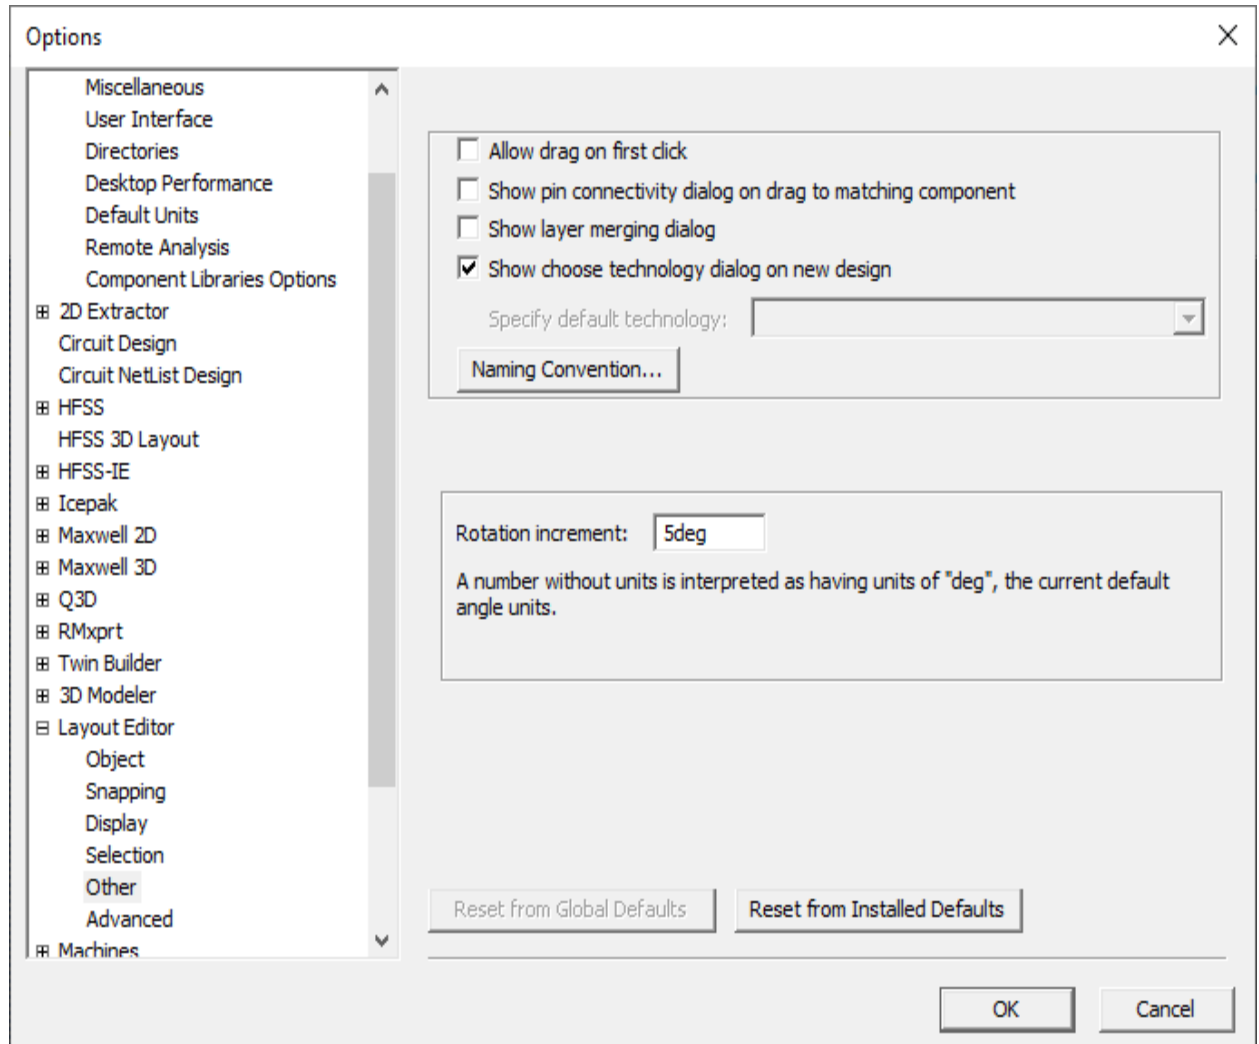 Options
Miscellaneous
User Interface
Directories
Desktop Performance
Default Units
Remote Analysis
Component Libraries Options
2D Extractor
Circuit Design
Circuit NetList Design
HFSS
HFSS 3D Layout
HFSS-IE
Icepak
Maxwell 2D
Maxwell 3D
Q3D
RMxprt
Twin Builder
3D Modeler
Layout Editor
Object
Snapping
Display
Selection
Other
Advanced
Machines
Allow drag on first click
Show pin connectivity dialog on drag to matching component
Show layer merging dialog
Show choose technology dialog on new design
Specify default technology:
Naming Convention...
Rotation increment: 5deg
A number without units is interpreted as having units of "deg", the current default
angle units.
Reset from Global Defaults Reset from Installed Defaults
OK Cancel